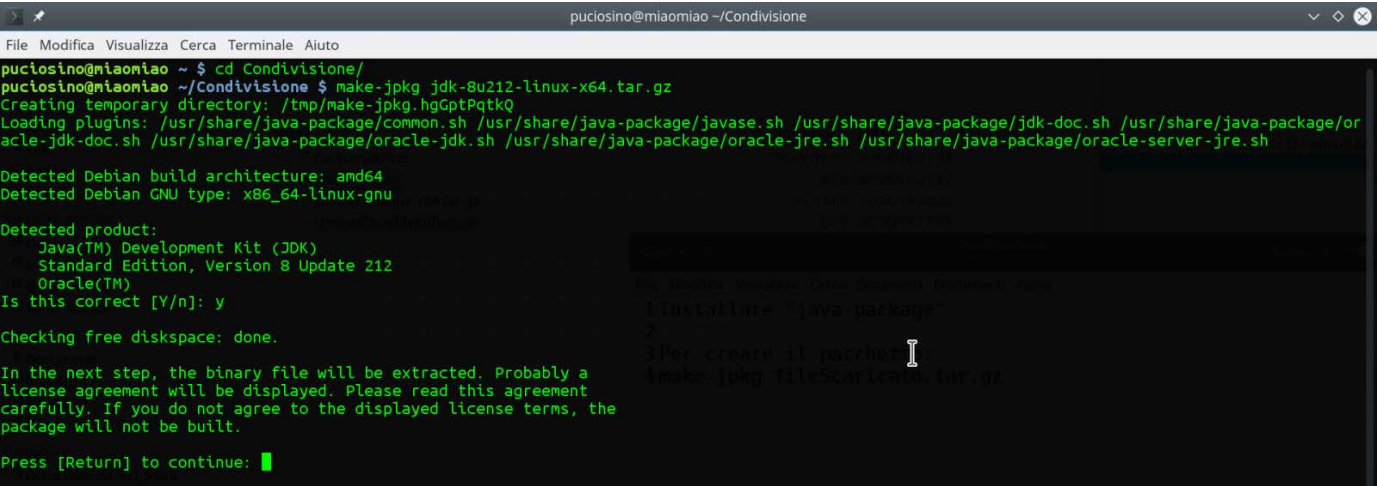 puciosino@miaomiao ~/Condivisione
File Modifica Visualizza Cerca Terminale Aiuto
puciosino@miaomiao ~ $ cd Condivisione/
puciosino@miaomiao ~/Condivisione $ make-jpkg jdk-8u212-linux-x64.tar.gz
Creating temporary directory: /tmp/make-jpkg.hgGptPqtkQ
Loading plugins: /usr/share/java-package/common.sh /usr/share/java-package/javase.sh /usr/share/java-package/jdk-doc.sh /usr/share/java-package/or
acle-jdk-doc.sh /usr/share/java-package/oracle-jdk.sh /usr/share/java-package/oracle-jre.sh /usr/share/java-package/oracle-server-jre.sh
Detected Debian build architecture: amd64
Detected Debian GNU type: x86_64-linux-gnu
Detected product:
Java(TM) Development Kit (JDK)
Standard Edition, Version 8 Update 212
Oracle(TM)
Is this correct [Y/n]: y
Checking free diskspace: done.
In the next step, the binary file will be extracted. Probably a
license agreement will be displayed. Please read this agreement
carefully. If you do not agree to the displayed license terms, the
package will not be built.
Press [Return] to continue:
1 Installare "java-package"
2
3 Per creare il pacchetto:
4 make-jpkg fileScaricato.tar.gz